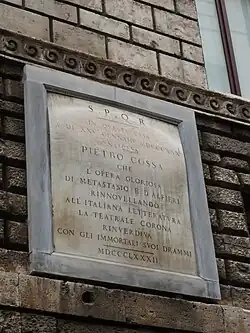 S P Q R
PIETRO COSSA
CHE
L'OPERA GLORIOSA
DI METASTASIO E D'ALFIERI
RINNOVELLANDO
ALL'ITALIANA LETTERATURA
LA TEATRALE CORONA
RINVERDIVA
CON GLI IMMORTALI SUOI DRAMMI
MDCCCLXXXII